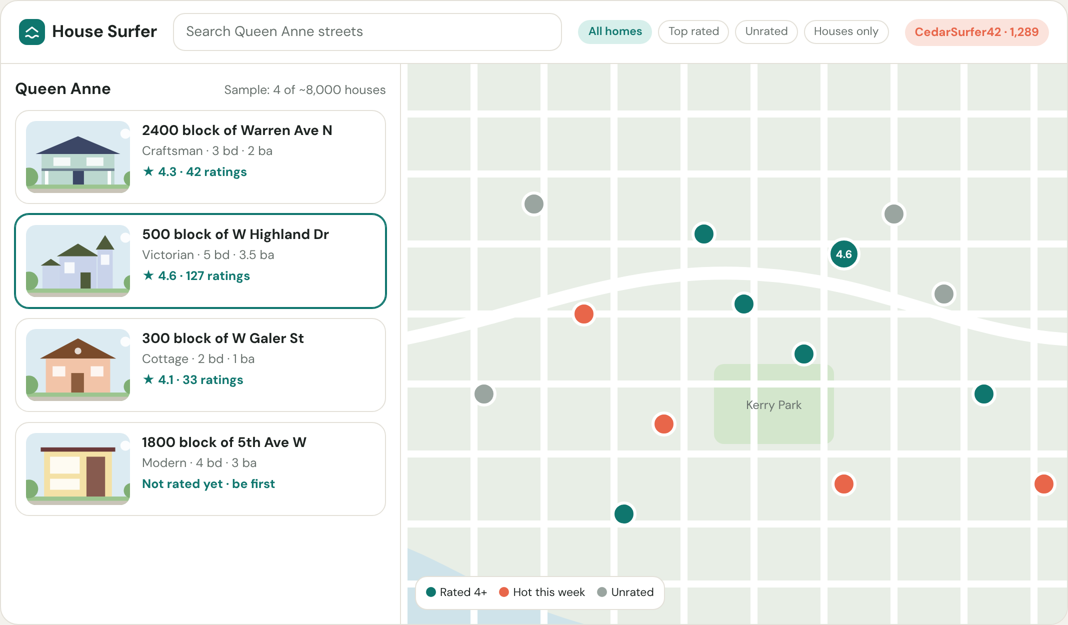 House Surfer
Search Queen Anne streets
All homes
Top rated
Unrated
Houses only
CedarSurfer42 · 1,289
Queen Anne
Sample: 4 of ~8,000 houses
2400 block of Warren Ave N
Craftsman · 3 bd · 2 ba
★ 4.3 · 42 ratings
500 block of W Highland Dr
Victorian · 5 bd · 3.5 ba
★ 4.6 · 127 ratings
300 block of W Galer St
Cottage · 2 bd · 1 ba
★ 4.1 · 33 ratings
1800 block of 5th Ave W
Modern · 4 bd · 3 ba
Not rated yet · be first
4.6
Kerry Park
Rated 4+
Hot this week
Unrated